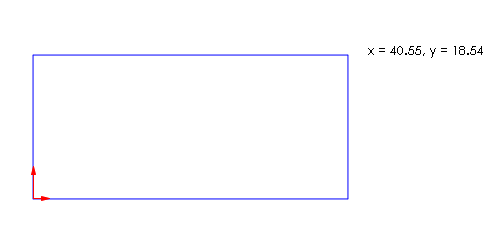 x = 40.55, y = 18.54